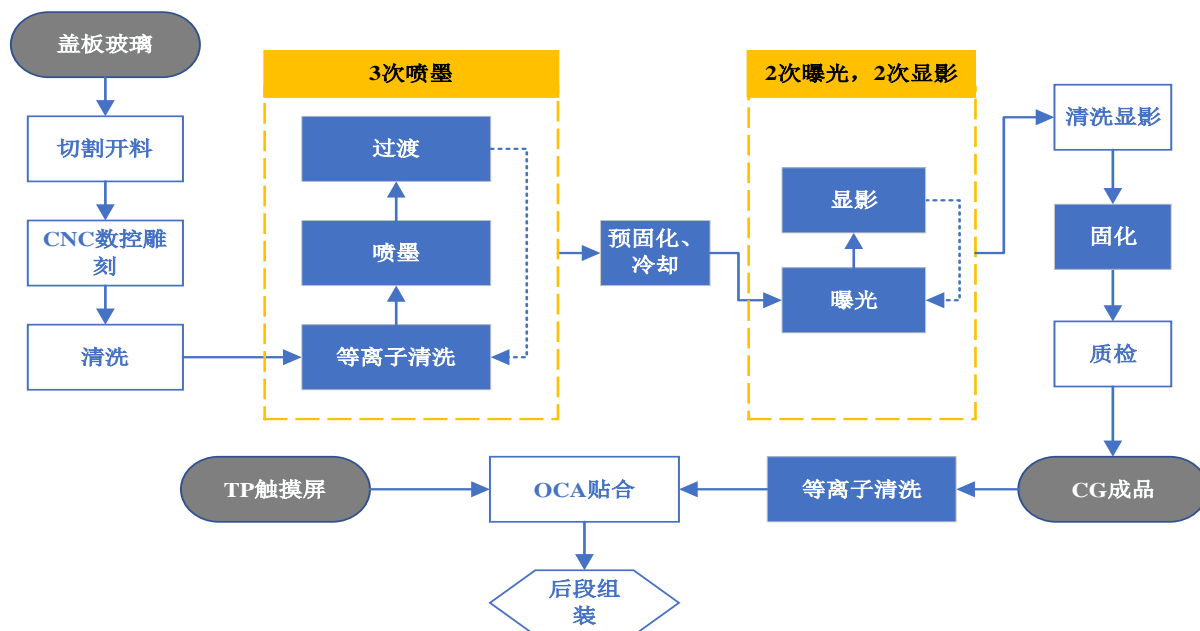 盖板玻璃
切割开料
CNC数控雕
刻
清洗
3次喷墨
过渡
喷墨
等离子清洗
预固化、
冷却
2次曝光，2次显影
显影
曝光
清洗显影
固化
质检
CG成品
等离子清洗
OCA贴合
TP触摸屏
后段组
装